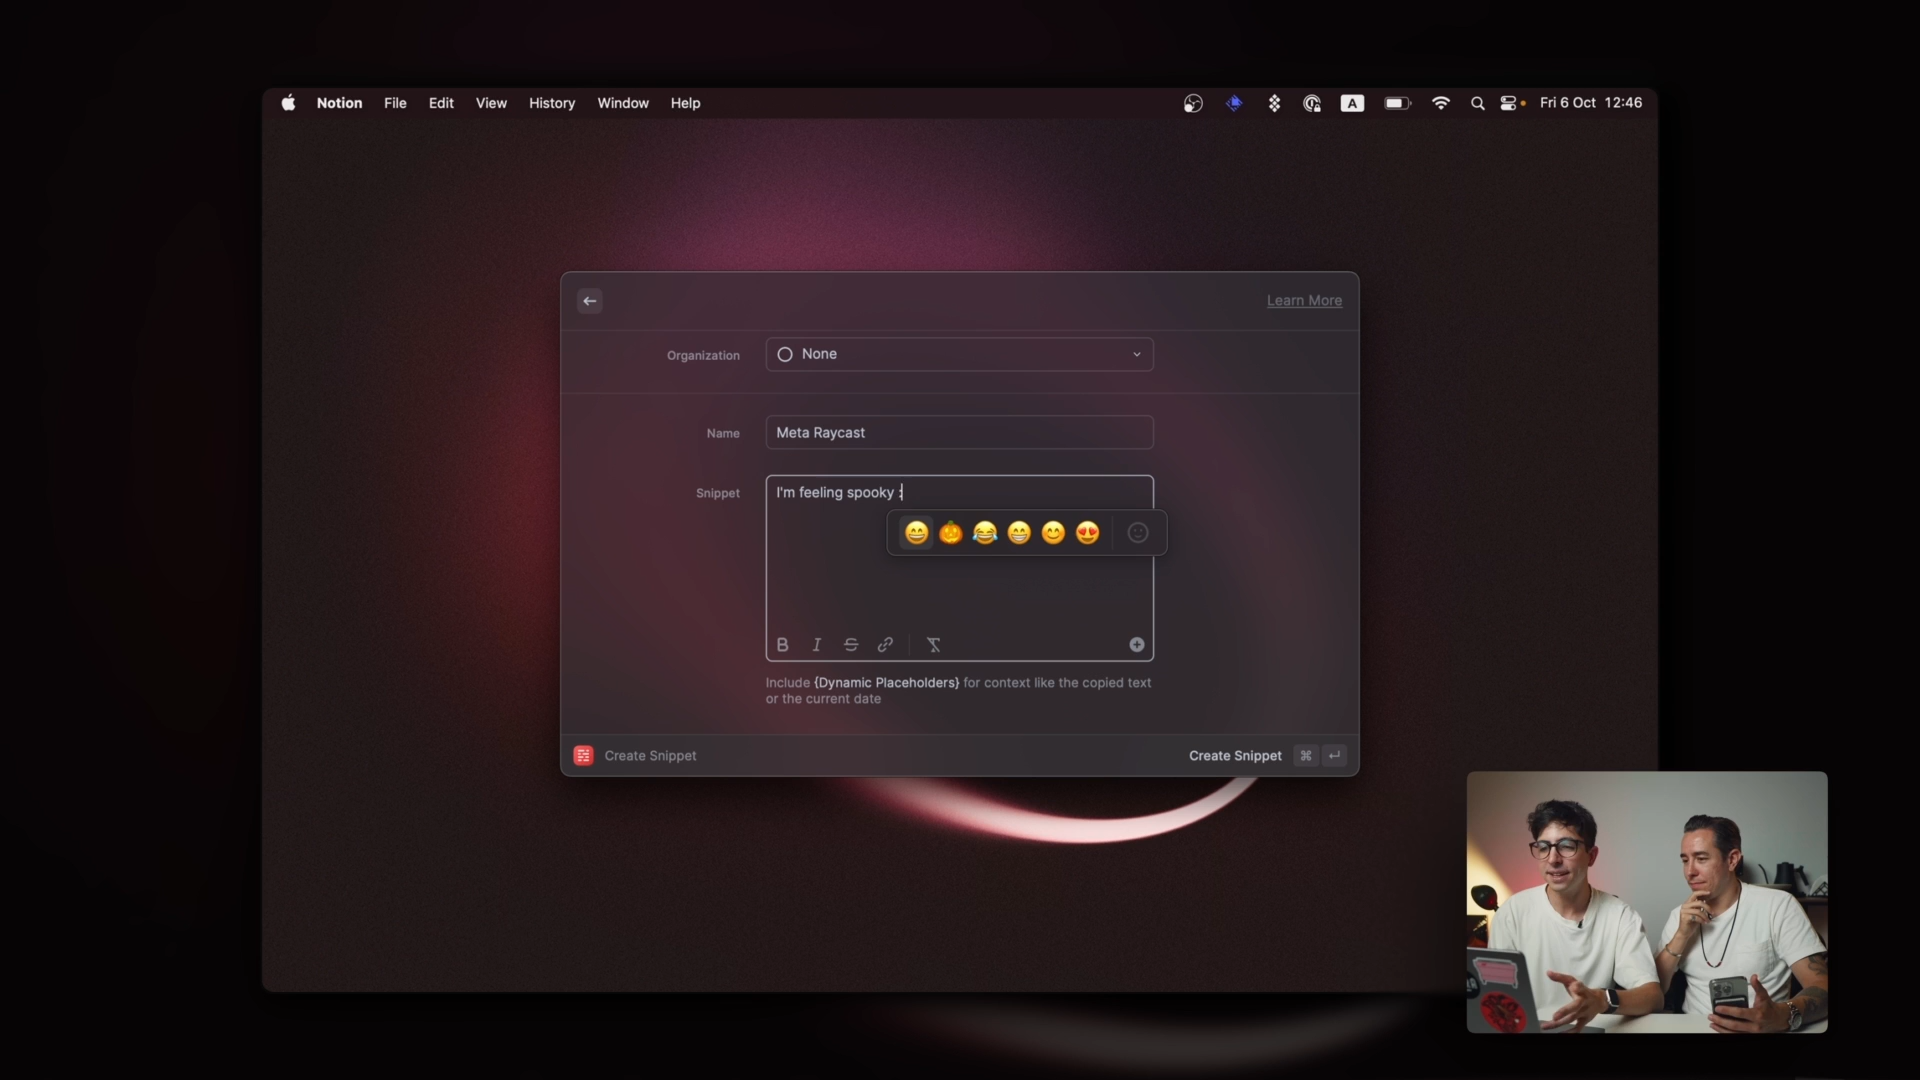 Notion File Edit View History Window Help A Fri 6 Oct 12:46
Learn More
Organization None
Name Meta Raycast
Snippet I'm feeling spooky :
B I S
Include {Dynamic Placeholders} for context like the copied text
or the current date
Create Snippet Create Snippet ⌘ ↵